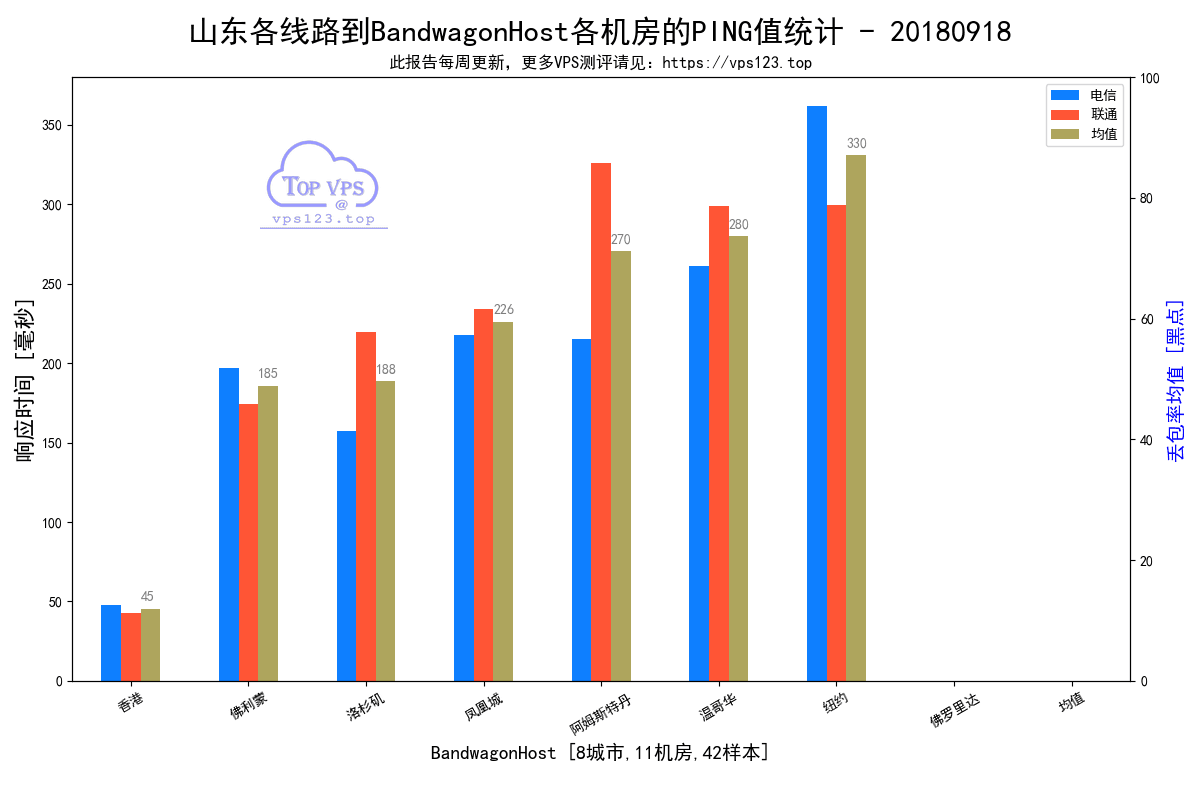 山东各线路到BandwagonHost各机房的PING值统计 - 20180918
此报告每周更新，更多VPS测评请见：https://vps123.top
电信
联通
均值
TOP VPS
@
vps123.top
响应时间 [毫秒]
350
300
250
200
150
100
50
0
100
80
60
40
20
0
丢包率均值 [黑点]
45
185
188
226
270
280
330
香港
佛利蒙
洛杉矶
凤凰城
阿姆斯特丹
温哥华
纽约
佛罗里达
均值
BandwagonHost [8城市,11机房,42样本]